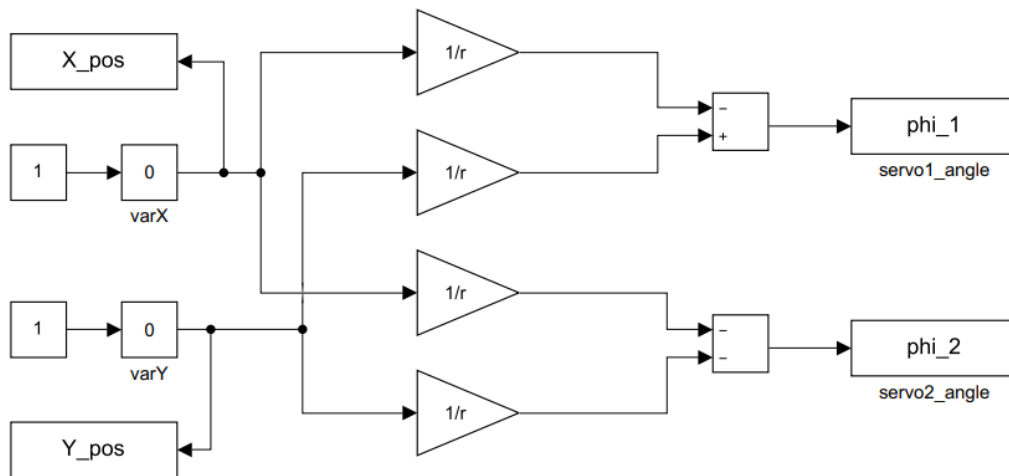 X_pos
1/r
−
+
phi_1
servo1_angle
1
0
varX
1/r
1/r
−
−
phi_2
servo2_angle
1
0
varY
1/r
Y_pos